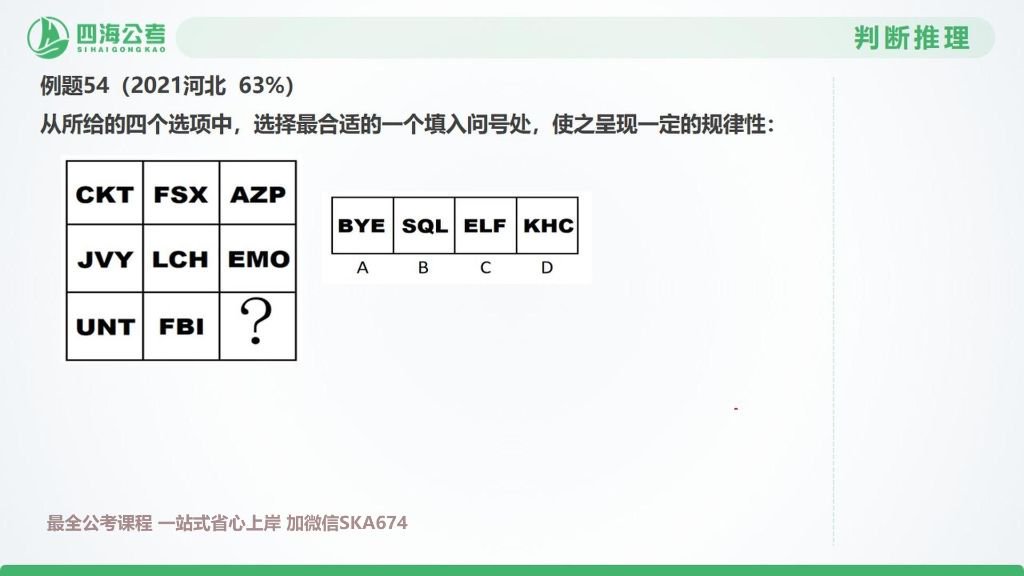 四海公考
SIHAIGONGKAO
判断推理
例题54（2021河北 63%）
从所给的四个选项中，选择最合适的一个填入问号处，使之呈现一定的规律性：
CKT FSX AZP
JVY LCH EMO
UNT FBI ?
BYE SQL ELF KHC
A B C D
最全公考课程 一站式省心上岸 加微信SKA674